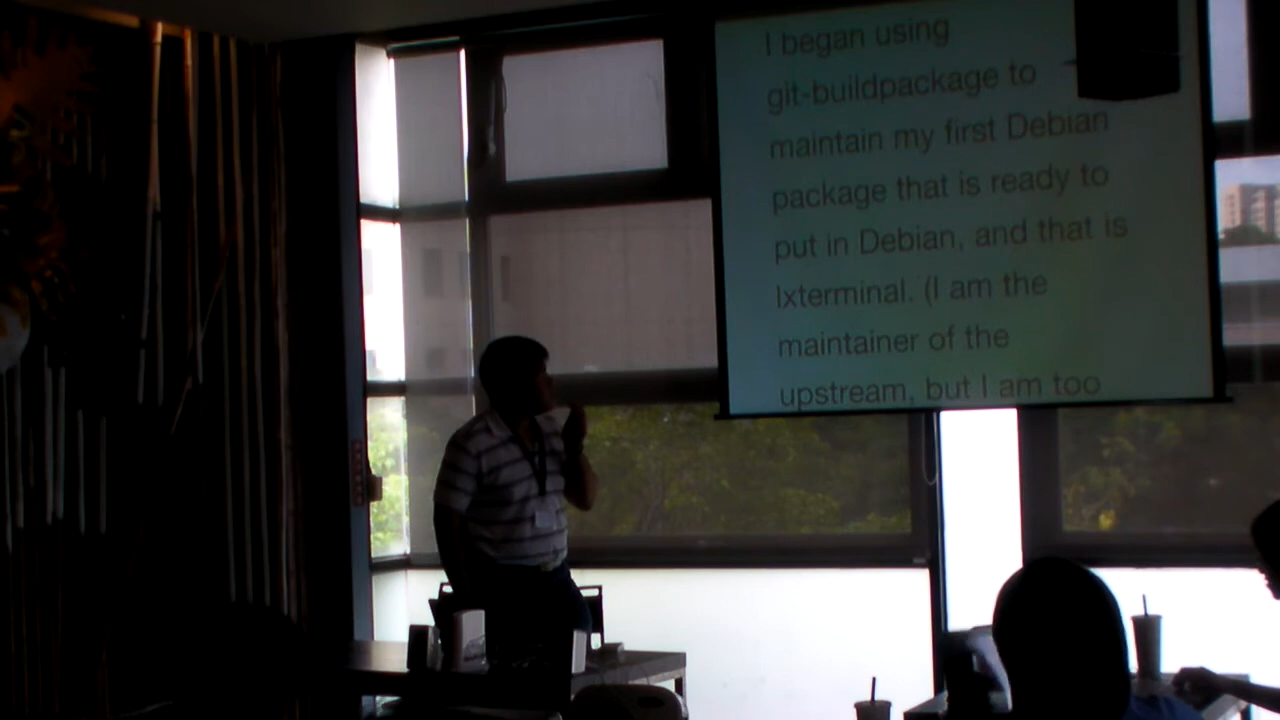 I began using
git-buildpackage to
maintain my first Debian
package that is ready to
put in Debian, and that is
lxterminal. (I am the
maintainer of the
upstream, but I am too